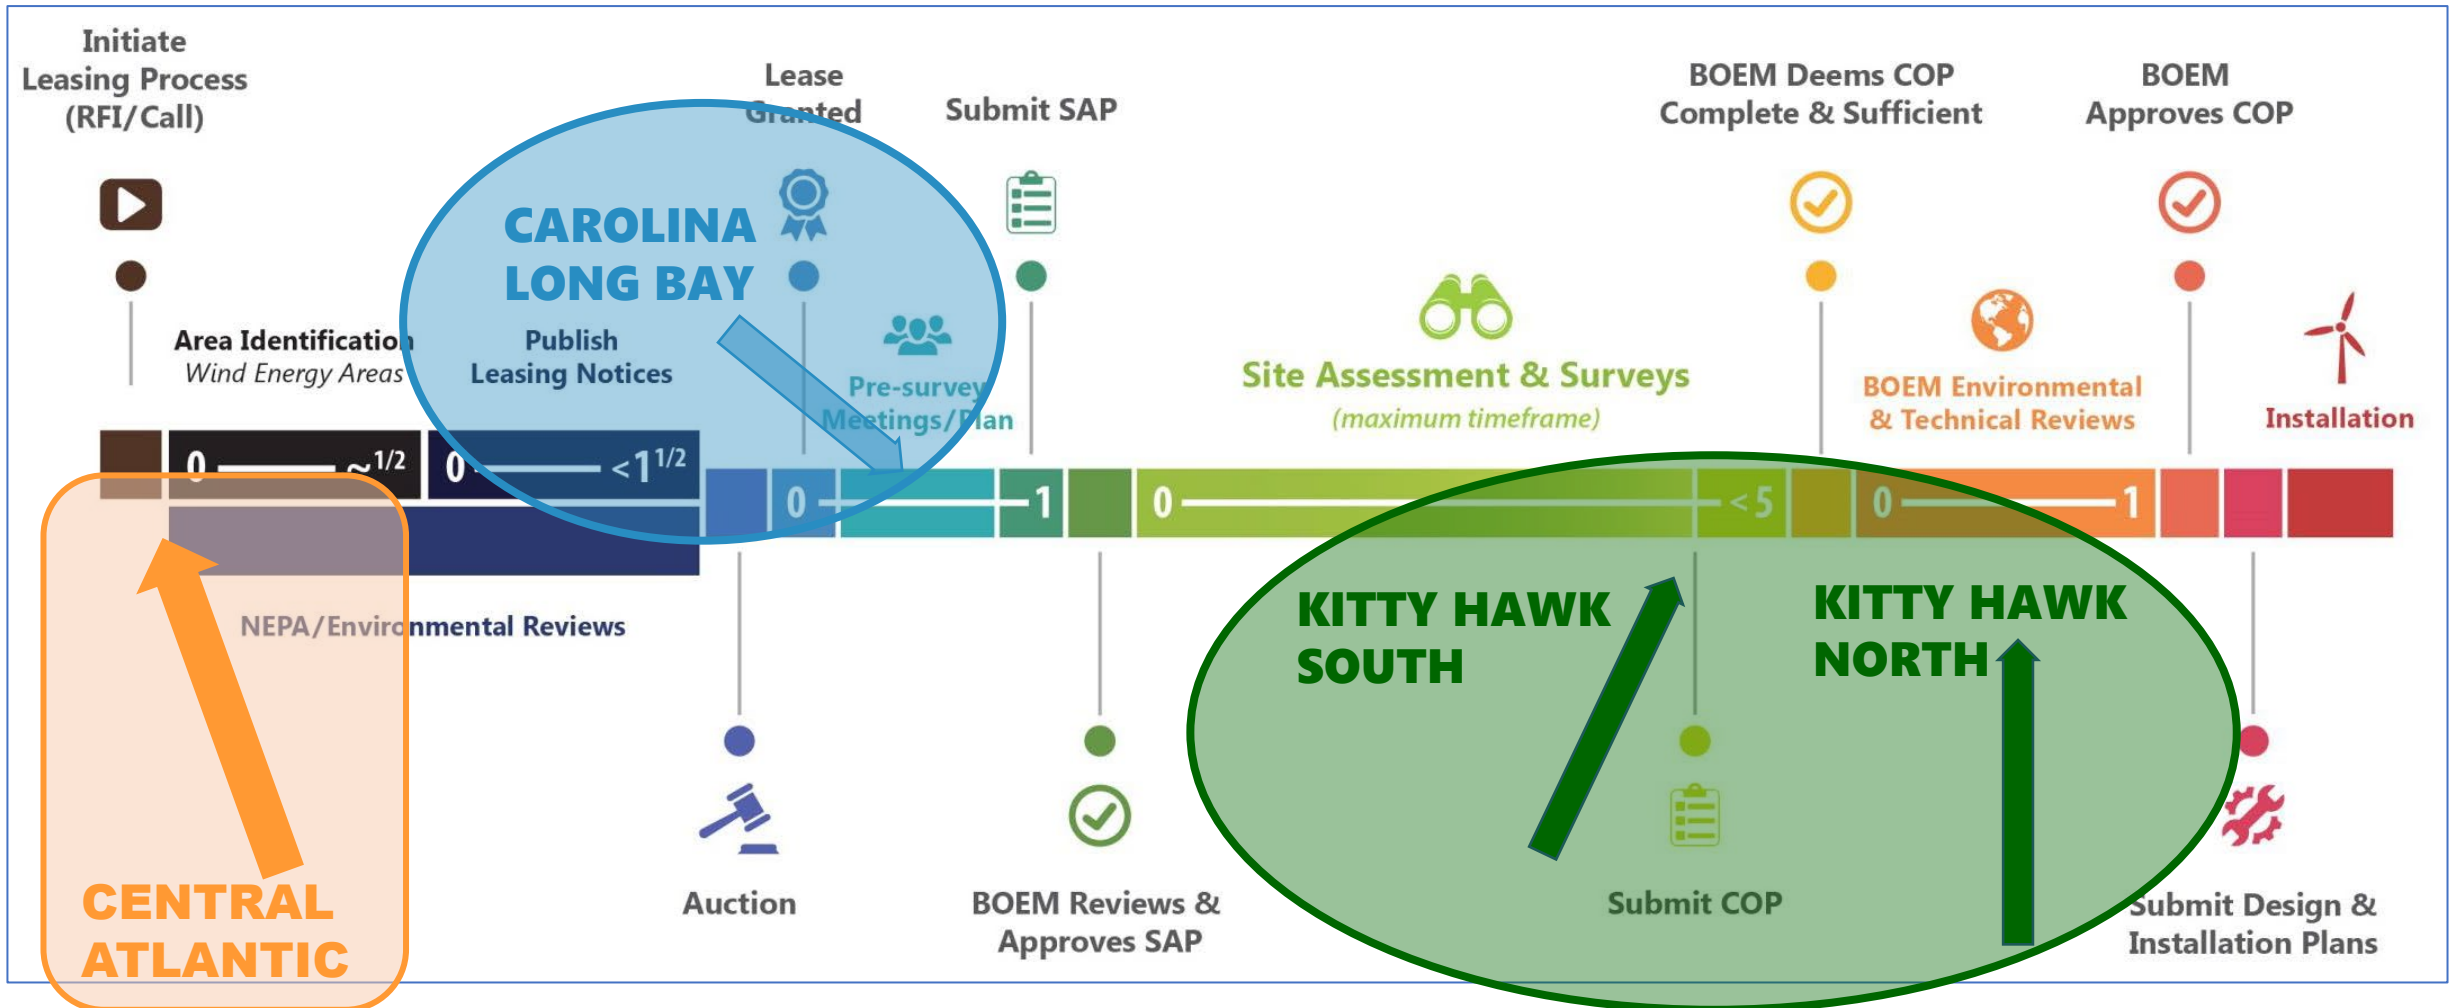 Initiate
Leasing Process
(RFI/Call)
Lease
Granted
Submit SAP
BOEM Deems COP
Complete & Sufficient
BOEM
Approves COP
CAROLINA
LONG BAY
Area Identification
Wind Energy Areas
Publish
Leasing Notices
Pre-survey
Meetings/Plan
Site Assessment & Surveys
(maximum timeframe)
BOEM Environmental
& Technical Reviews
Installation
0 ~1/2
0 <1 1/2
0 1
0 <5
0 1
NEPA/Environmental Reviews
KITTY HAWK
SOUTH
KITTY HAWK
NORTH
CENTRAL
ATLANTIC
Auction
BOEM Reviews &
Approves SAP
Submit COP
Submit Design &
Installation Plans